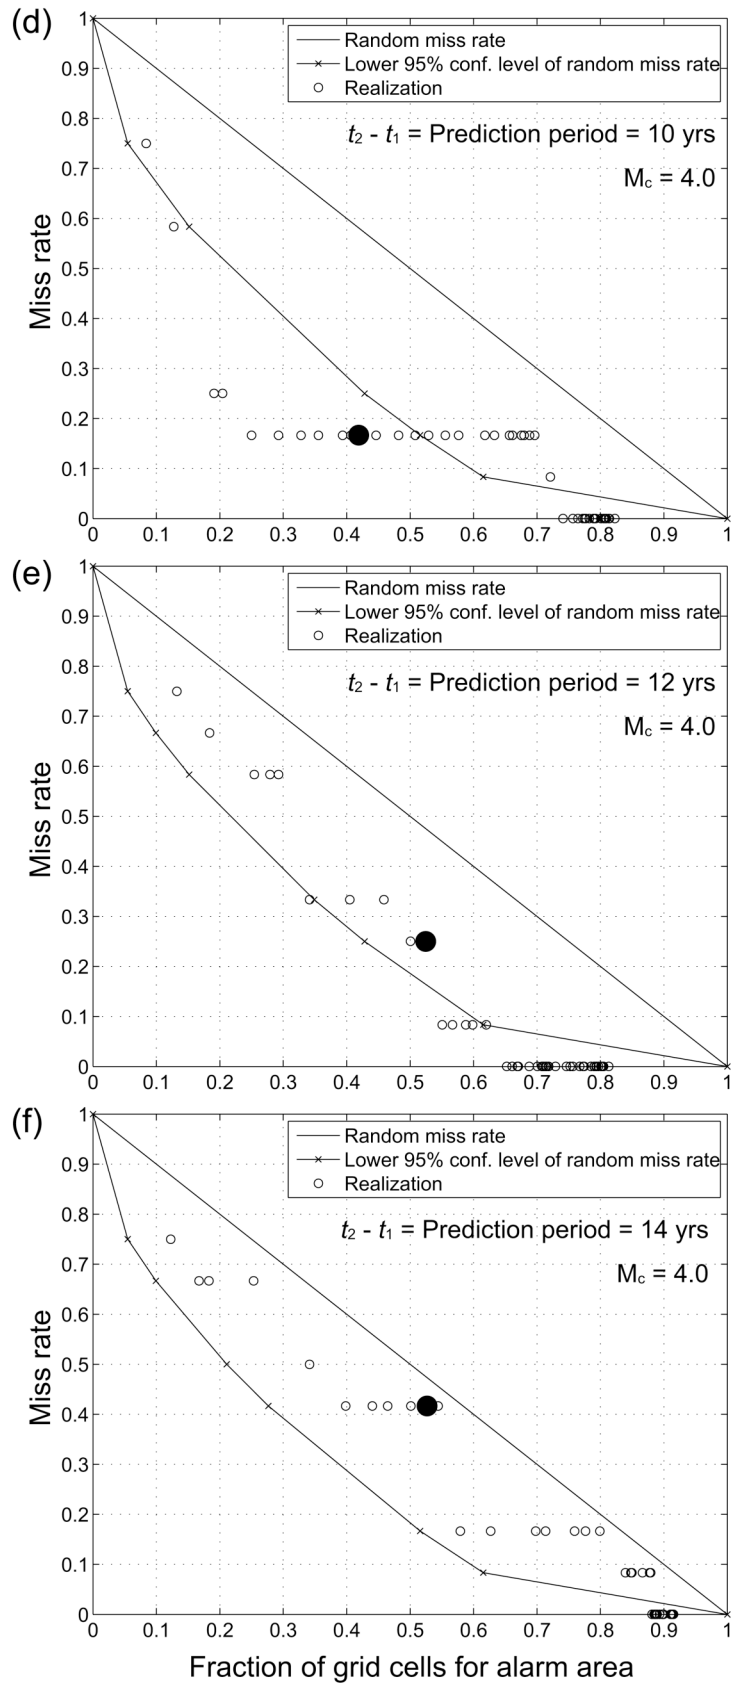 (d)
1
0.9
0.8
0.7
0.6
0.5
0.4
0.3
0.2
0.1
0
Miss rate
Random miss rate
Lower 95% conf. level of random miss rate
Realization
t2 - t1 = Prediction period = 10 yrs
Mc = 4.0
0 0.1 0.2 0.3 0.4 0.5 0.6 0.7 0.8 0.9 1
(e)
1
0.9
0.8
0.7
0.6
0.5
0.4
0.3
0.2
0.1
0
Miss rate
Random miss rate
Lower 95% conf. level of random miss rate
Realization
t2 - t1 = Prediction period = 12 yrs
Mc = 4.0
0 0.1 0.2 0.3 0.4 0.5 0.6 0.7 0.8 0.9 1
(f)
1
0.9
0.8
0.7
0.6
0.5
0.4
0.3
0.2
0.1
0
Miss rate
Random miss rate
Lower 95% conf. level of random miss rate
Realization
t2 - t1 = Prediction period = 14 yrs
Mc = 4.0
0 0.1 0.2 0.3 0.4 0.5 0.6 0.7 0.8 0.9 1
Fraction of grid cells for alarm area